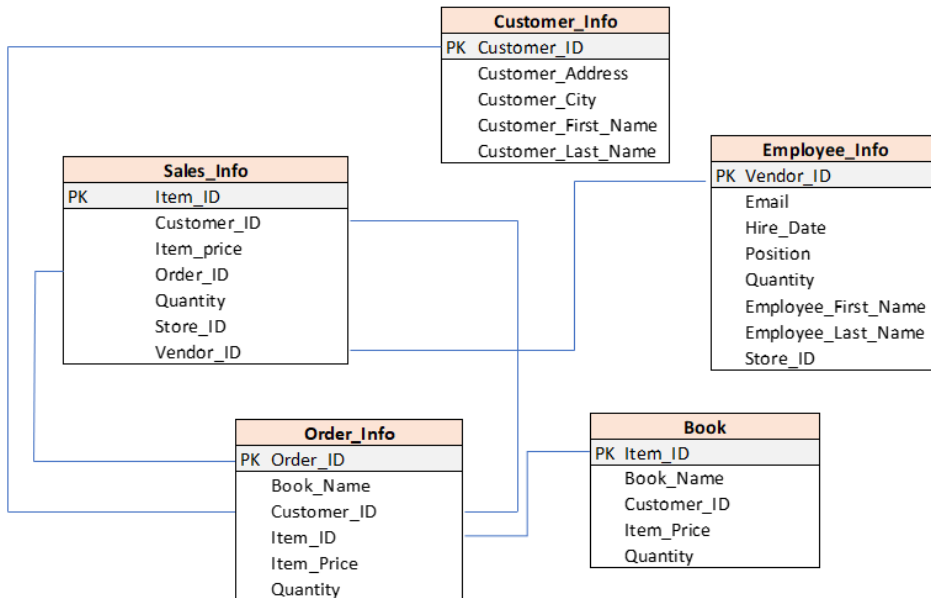 Customer_Info
PK Customer_ID
Customer_Address
Customer_City
Customer_First_Name
Customer_Last_Name
Employee_Info
PK Vendor_ID
Email
Hire_Date
Position
Quantity
Employee_First_Name
Employee_Last_Name
Store_ID
Sales_Info
PK Item_ID
Customer_ID
Item_price
Order_ID
Quantity
Store_ID
Vendor_ID
Order_Info
PK Order_ID
Book_Name
Customer_ID
Item_ID
Item_Price
Quantity
Book
PK Item_ID
Book_Name
Customer_ID
Item_Price
Quantity